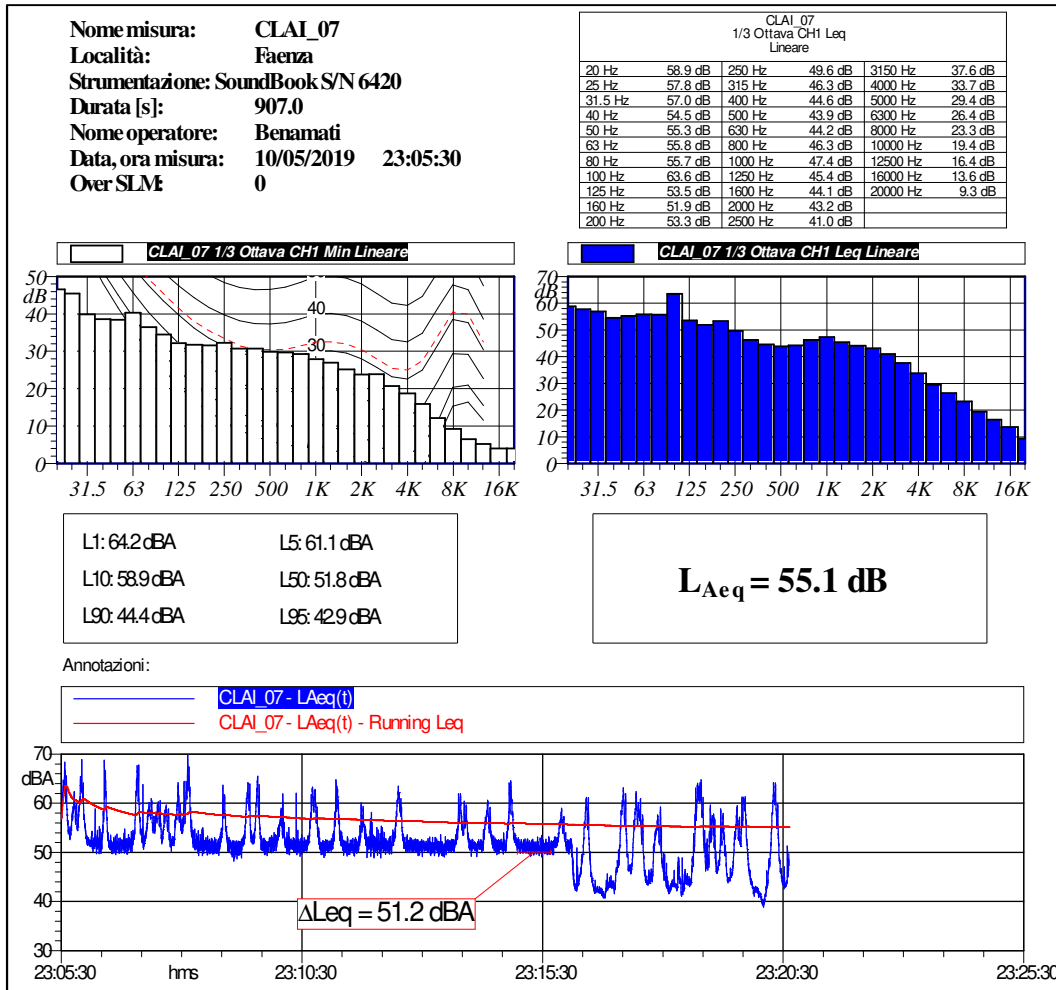 Nome misura: CLAI_07
Località: Faenza
Strumentazione: SoundBook S/N 6420
Durata [s]: 907.0
Nome operatore: Benamati
Data, ora misura: 10/05/2019 23:05:30
Over SLM: 0
CLAI_07
1/3 Ottava CH1 Leq
Lineare
20 Hz 58.9 dB 250 Hz 49.6 dB 3150 Hz 37.6 dB
25 Hz 57.8 dB 315 Hz 46.3 dB 4000 Hz 33.7 dB
31.5 Hz 57.0 dB 400 Hz 44.6 dB 5000 Hz 29.4 dB
40 Hz 54.5 dB 500 Hz 43.9 dB 6300 Hz 26.4 dB
50 Hz 55.3 dB 630 Hz 44.2 dB 8000 Hz 23.3 dB
63 Hz 55.8 dB 800 Hz 46.3 dB 10000 Hz 19.4 dB
80 Hz 55.7 dB 1000 Hz 47.4 dB 12500 Hz 16.4 dB
100 Hz 63.6 dB 1250 Hz 45.4 dB 16000 Hz 13.6 dB
125 Hz 53.5 dB 1600 Hz 44.1 dB 20000 Hz 9.3 dB
160 Hz 51.9 dB 2000 Hz 43.2 dB
200 Hz 53.3 dB 2500 Hz 41.0 dB
CLAI_07 1/3 Ottava CH1 Min Lineare
50
dB
40
30
20
10
0
40
30
31.5 63 125 250 500 1K 2K 4K 8K 16K
CLAI_07 1/3 Ottava CH1 Leq Lineare
70
dB
60
50
40
30
20
10
0
31.5 63 125 250 500 1K 2K 4K 8K 16K
L1: 64.2 dBA L5: 61.1 dBA
L10: 58.9 dBA L50: 51.8 dBA
L90: 44.4 dBA L95: 42.9 dBA
LAeq = 55.1 dB
Annotazioni:
CLAI_07 - LAeq(t)
CLAI_07 - LAeq(t) - Running Leq
70
dBA
60
50
40
30
ΔLeq = 51.2 dBA
23:05:30 hms 23:10:30 23:15:30 23:20:30 23:25:30